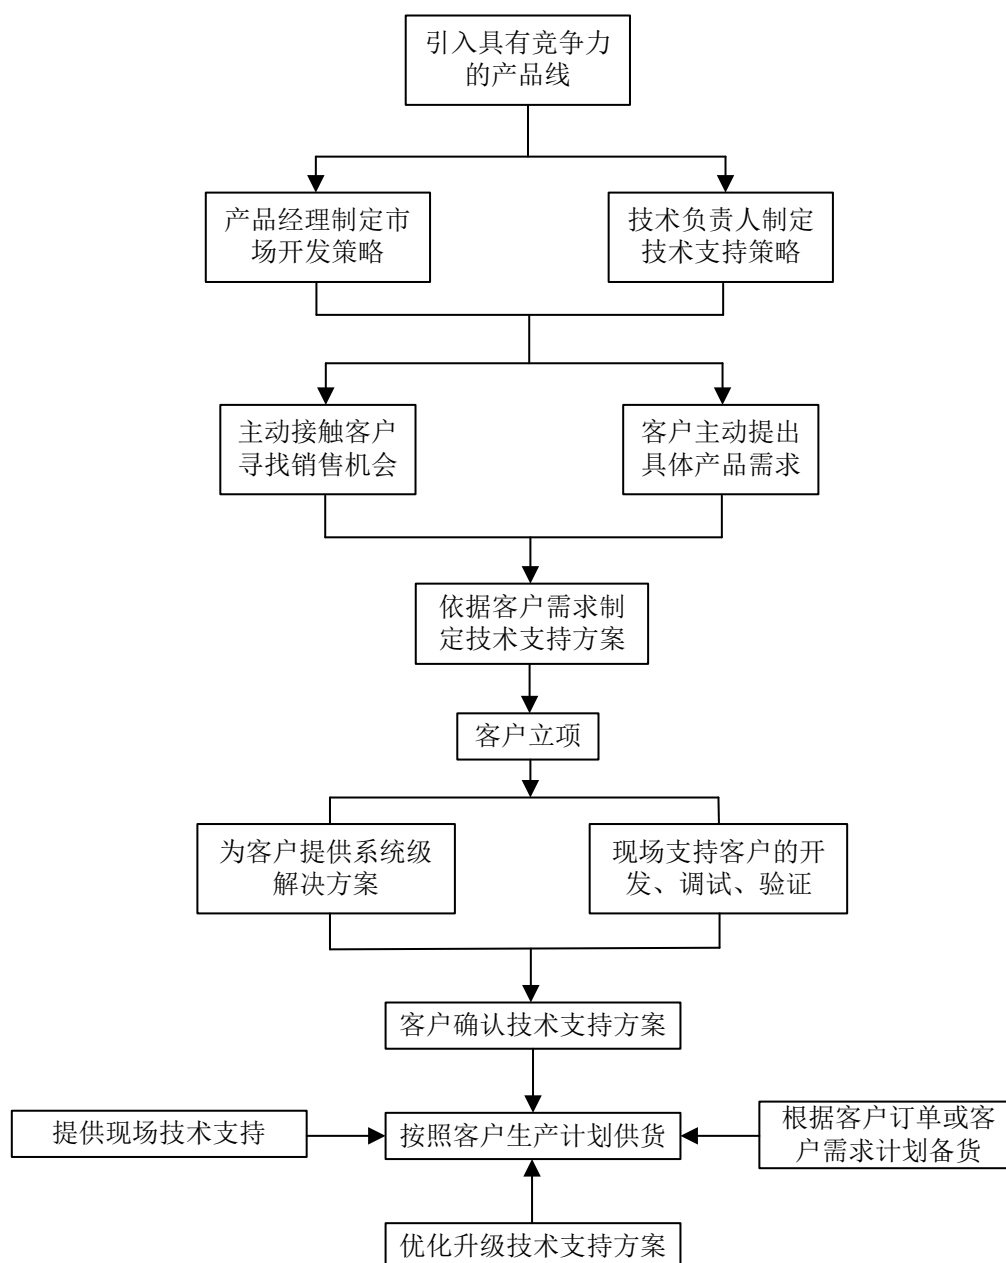 引入具有竞争力
的产品线
产品经理制定市
场开发策略
技术负责人制定
技术支持策略
主动接触客户
寻找销售机会
客户主动提出
具体产品需求
依据客户需求制
定技术支持方案
客户立项
为客户提供系统级
解决方案
现场支持客户的开
发、调试、验证
客户确认技术支持方案
提供现场技术支持
按照客户生产计划供货
根据客户订单或客
户需求计划备货
优化升级技术支持方案